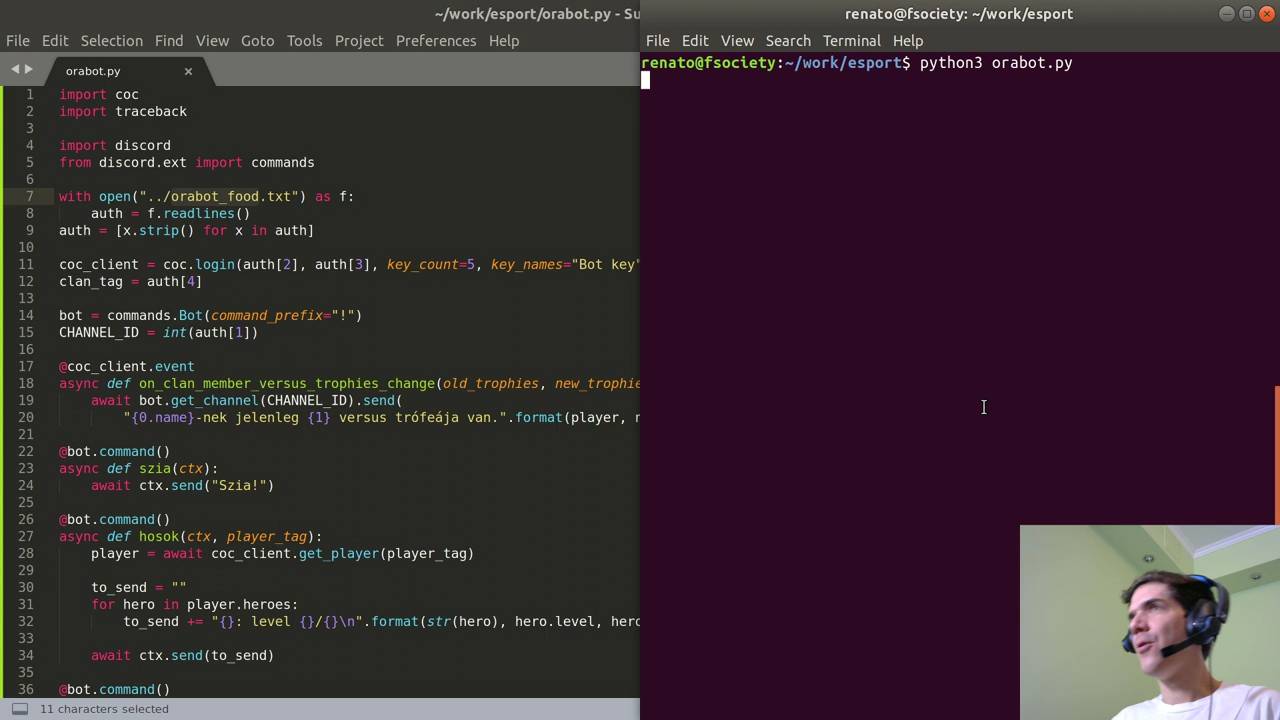 ~/work/esport/orabot.py - Su
File Edit Selection Find View Goto Tools Project Preferences Help
orabot.py ×
1 import coc
2 import traceback
3
4 import discord
5 from discord.ext import commands
6
7 with open("../orabot_food.txt") as f:
8     auth = f.readlines()
9 auth = [x.strip() for x in auth]
10
11 coc_client = coc.login(auth[2], auth[3], key_count=5, key_names="Bot key"
12 clan_tag = auth[4]
13
14 bot = commands.Bot(command_prefix="!")
15 CHANNEL_ID = int(auth[1])
16
17 @coc_client.event
18 async def on_clan_member_versus_trophies_change(old_trophies, new_trophie
19     await bot.get_channel(CHANNEL_ID).send(
20         "{0.name}-nek jelenleg {1} versus trófeája van.".format(player, n
21
22 @bot.command()
23 async def szia(ctx):
24     await ctx.send("Szia!")
25
26 @bot.command()
27 async def hosok(ctx, player_tag):
28     player = await coc_client.get_player(player_tag)
29
30     to_send = ""
31     for hero in player.heroes:
32         to_send += "{}: level {}/{}\n".format(str(hero), hero.level, hero
33
34     await ctx.send(to_send)
35
36 @bot.command()
11 characters selected
renato@fsociety: ~/work/esport
File Edit View Search Terminal Help
renato@fsociety:~/work/esport$ python3 orabot.py